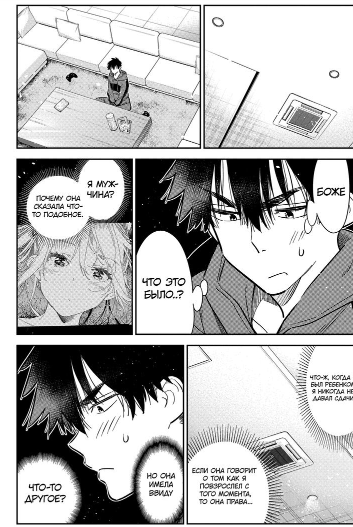 БОЖЕ
ЧТО ЭТО
БЫЛО..?
Я МУЖ-
ЧИНА?
ПОЧЕМУ ОНА
СКАЗАЛА ЧТО-
ТО ПОДОБНОЕ.
ЧТО-Ж, КОГДА
БЫЛ РЕБЕНКОМ
Я НИКОГДА НЕ
ДАВАЛ СДАЧИ
ЕСЛИ ОНА ГОВОРИТ
О ТОМ КАК Я
ПОВЗРОСЛЕЛ С
ТОГО МОМЕНТА,
ТО ОНА ПРАВА...
НО ОНА
ИМЕЛА
ВВИДУ
ЧТО-ТО
ДРУГОЕ?